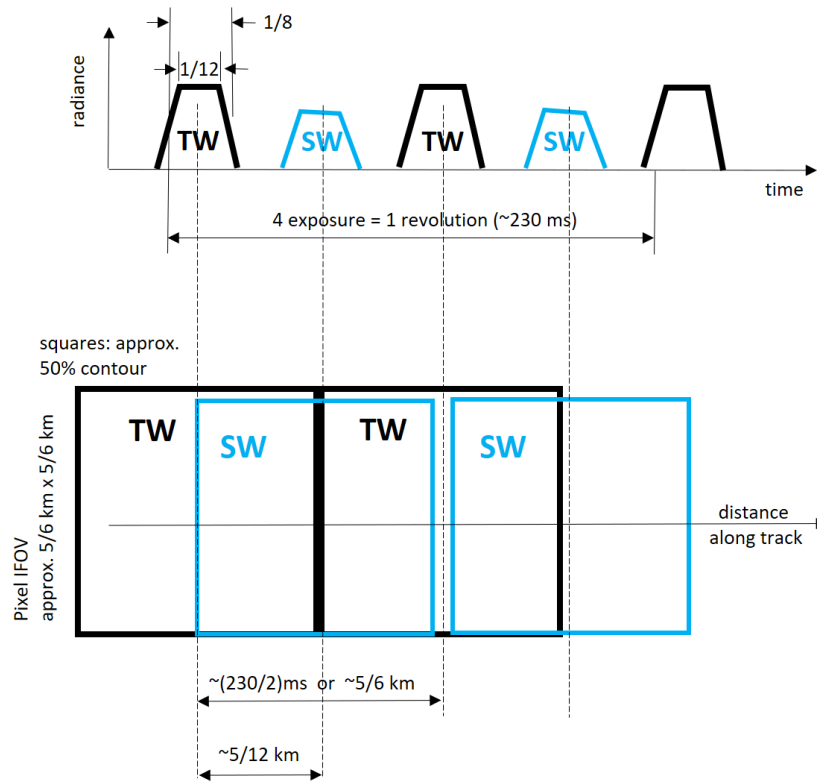 1/8
1/12
radiance
TW
SW
TW
SW
time
4 exposure = 1 revolution (~230 ms)
squares: approx.
50% contour
TW
SW
TW
SW
Pixel IFOV
approx. 5/6 km x 5/6 km
distance
along track
~(230/2)ms or ~5/6 km
~5/12 km